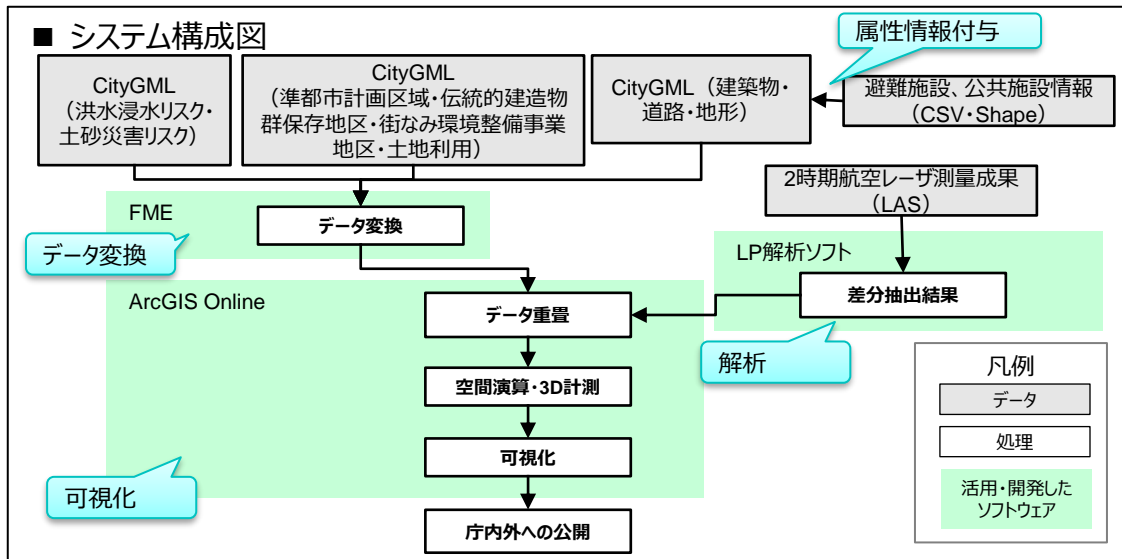 ■ システム構成図
属性情報付与
CityGML
（洪水浸水リスク・
土砂災害リスク）
CityGML
（準都市計画区域・伝統的建造物
群保存地区・街なみ環境整備事業
地区・土地利用）
CityGML（建築物・
道路・地形）
避難施設、公共施設情報
（CSV・Shape）
2時期航空レーザ測量成果
（LAS）
FME
データ変換
データ変換
LP解析ソフト
差分抽出結果
解析
ArcGIS Online
データ重畳
空間演算・3D計測
可視化
可視化
庁内外への公開
凡例
データ
処理
活用・開発した
ソフトウェア